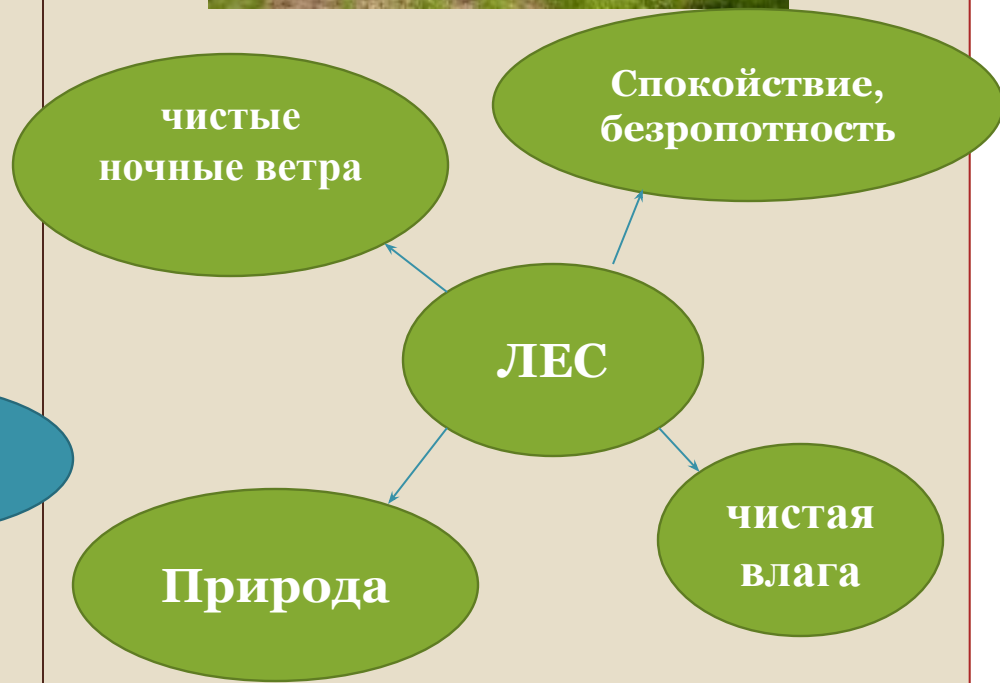 чистые
ночные ветра
Спокойствие,
безропотность
ЛЕС
Природа
чистая
влага